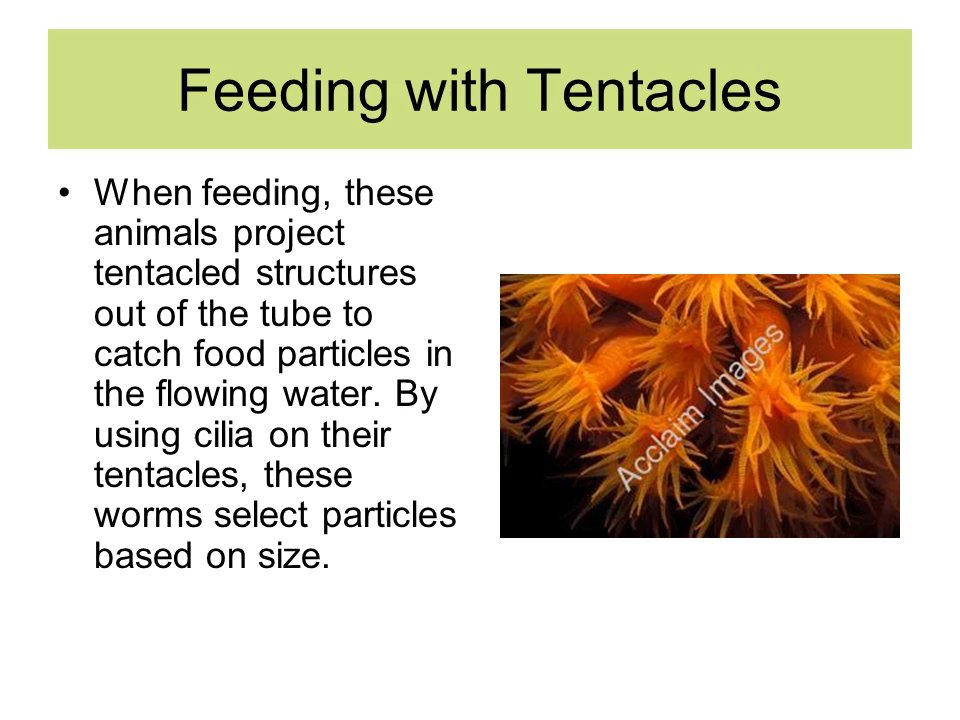 Feeding with Tentacles
• When feeding, these
animals project
tentacled structures
out of the tube to
catch food particles in
the flowing water. By
using cilia on their
tentacles, these
worms select particles
based on size.
Acclaim Images